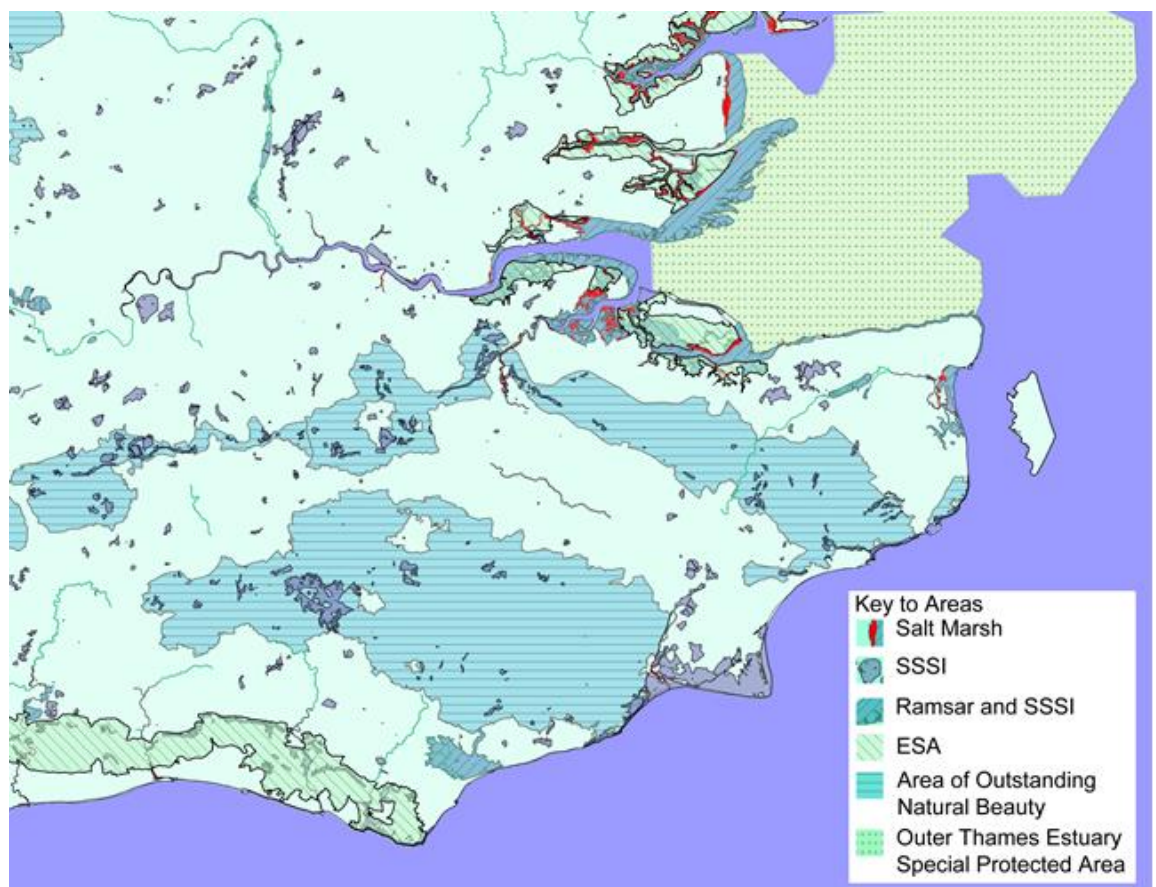 Key to Areas
Salt Marsh
SSSI
Ramsar and SSSI
ESA
Area of Outstanding
Natural Beauty
Outer Thames Estuary
Special Protected Area